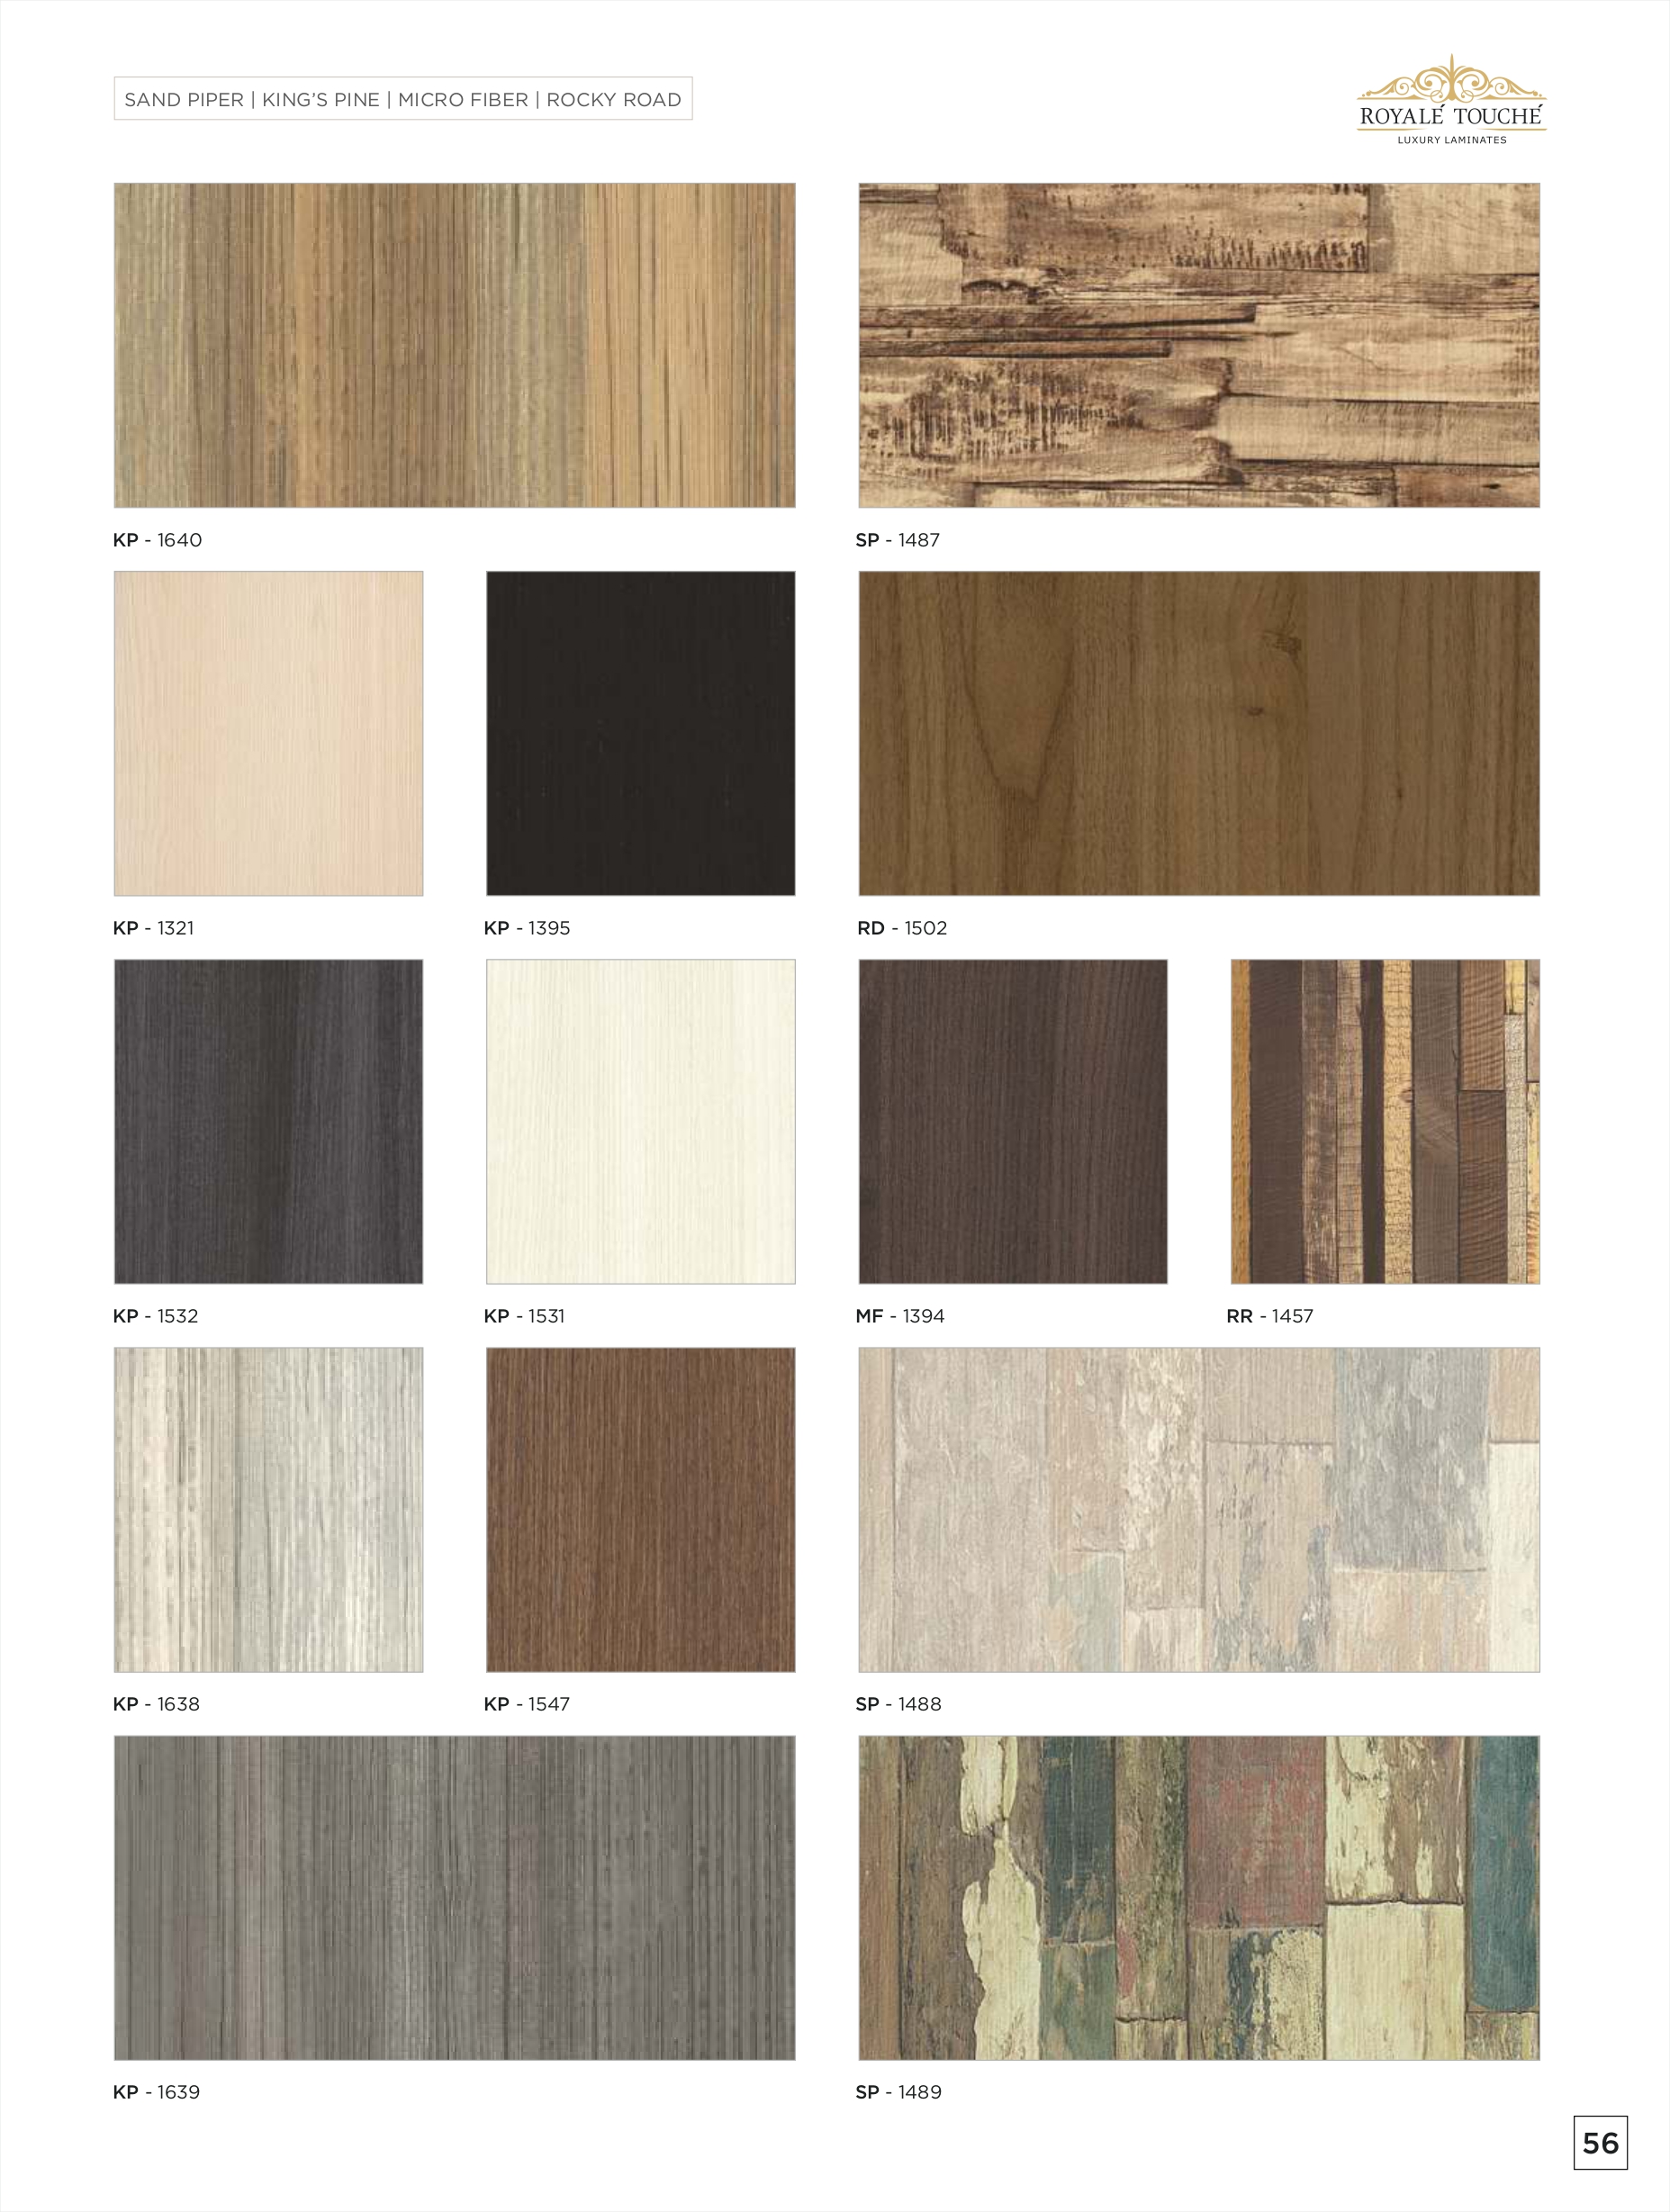 SAND PIPER | KING'S PINE | MICRO FIBER | ROCKY ROAD
ROYALÉ TOUCHÉ
LUXURY LAMINATES
KP - 1640
SP - 1487
KP - 1321
KP - 1395
RD - 1502
KP - 1532
KP - 1531
MF - 1394
RR - 1457
KP - 1638
KP - 1547
SP - 1488
KP - 1639
SP - 1489
56